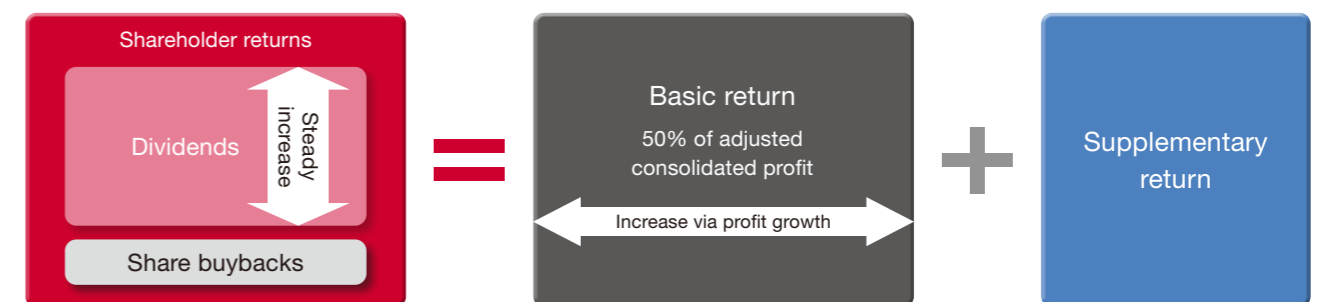 Shareholder returns
Dividends
Steady
increase
Share buybacks
=
Basic return
50% of adjusted
consolidated profit
Increase via profit growth
+
Supplementary
return